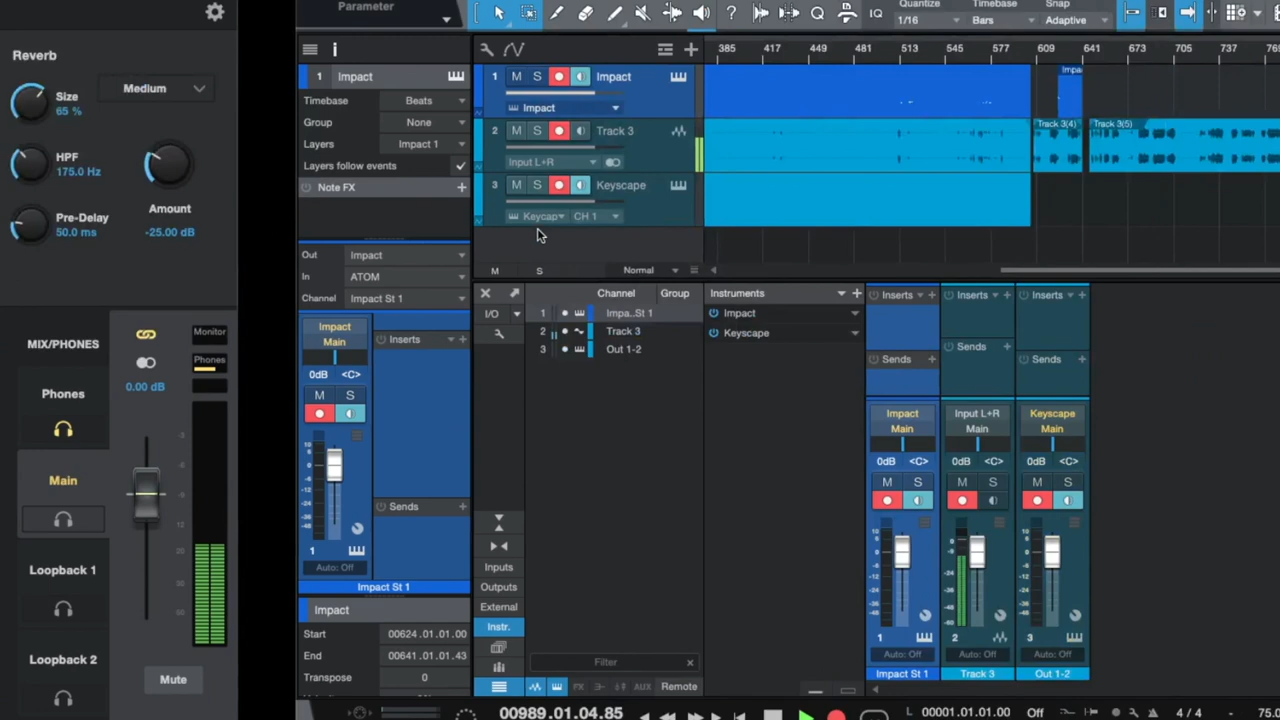 Reverb
Size
65 %
Medium
HPF
175.0 Hz
Pre-Delay
50.0 ms
Amount
-25.00 dB
MIX/PHONES
Phones
Main
Loopback 1
Loopback 2
Monitor
Phones
0.00 dB
Mute
Parameter
IQ
Quantize
1/16
Timebase
Bars
Snap
Adaptive
1 Impact
Timebase Beats
Group None
Layers Impact 1
Layers follow events
Note FX
Out Impact
In ATOM
Channel Impact St 1
Impact
Main
0dB <C>
M S
Inserts
Sends
1
Auto: Off
Impact St 1
Impact
Start 00624.01.01.00
End 00641.01.01.43
Transpose 0
385 417 449 481 513 545 577 609 641 673 705 737
1 M S Impact
Impact
2 M S Track 3
Input L+R
3 M S Keyscape
Keycap CH 1
M S Normal
Track 3(4) Track 3(5)
I/O
Channel Group
1 Impa..St 1
2 Track 3
3 Out 1-2
Instruments
Impact
Keyscape
Inputs
Outputs
External
Instr.
Filter
FX AUX Remote
Inserts Inserts Inserts
Sends Sends Sends
Impact Input L+R Keyscape
Main Main Main
0dB <C> 0dB <C> 0dB <C>
M S M S M S
1 2 3
Auto: Off Auto: Off Auto: Off
Impact St 1 Track 3 Out 1-2
00989.01.04.85
L 00001.01.01.00 Off
4 / 4